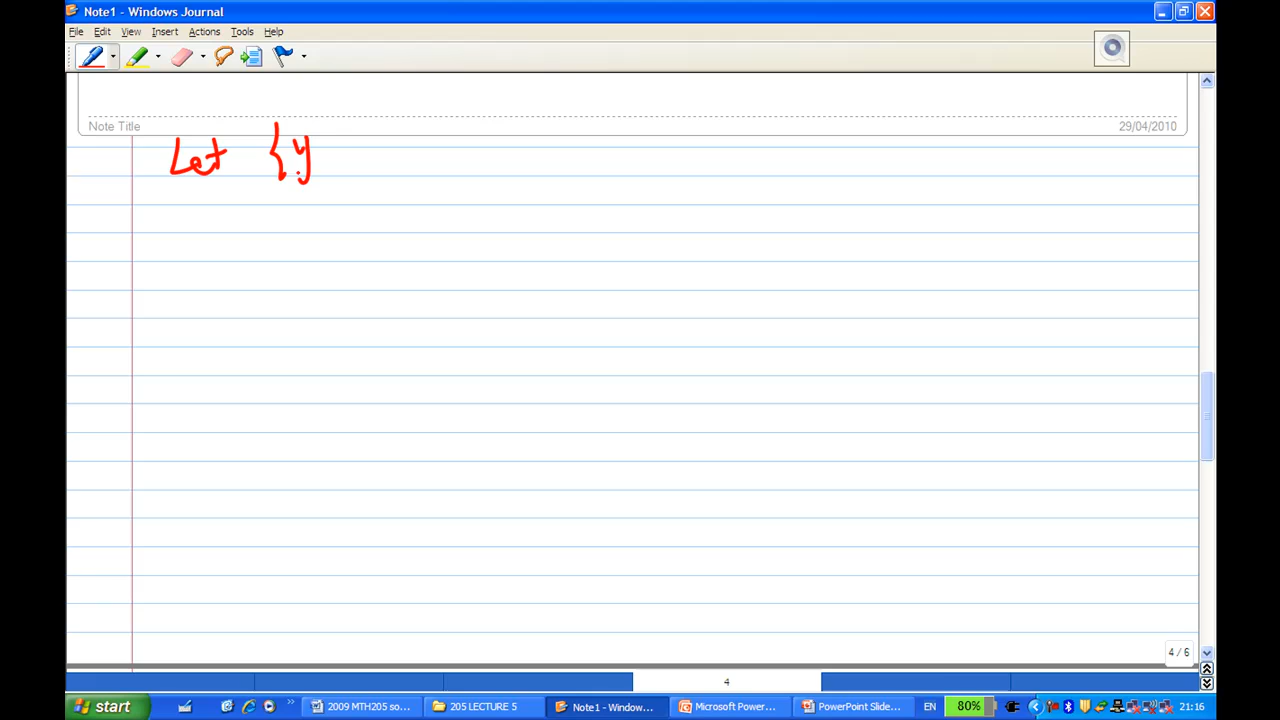 Note1 - Windows Journal
File Edit View Insert Actions Tools Help
Note Title
29/04/2010
Let {y
4 / 6
4
start
2009 MTH205 so...
205 LECTURE 5
Note1 - Window...
Microsoft Power...
PowerPoint Slide...
EN
80%
21:16